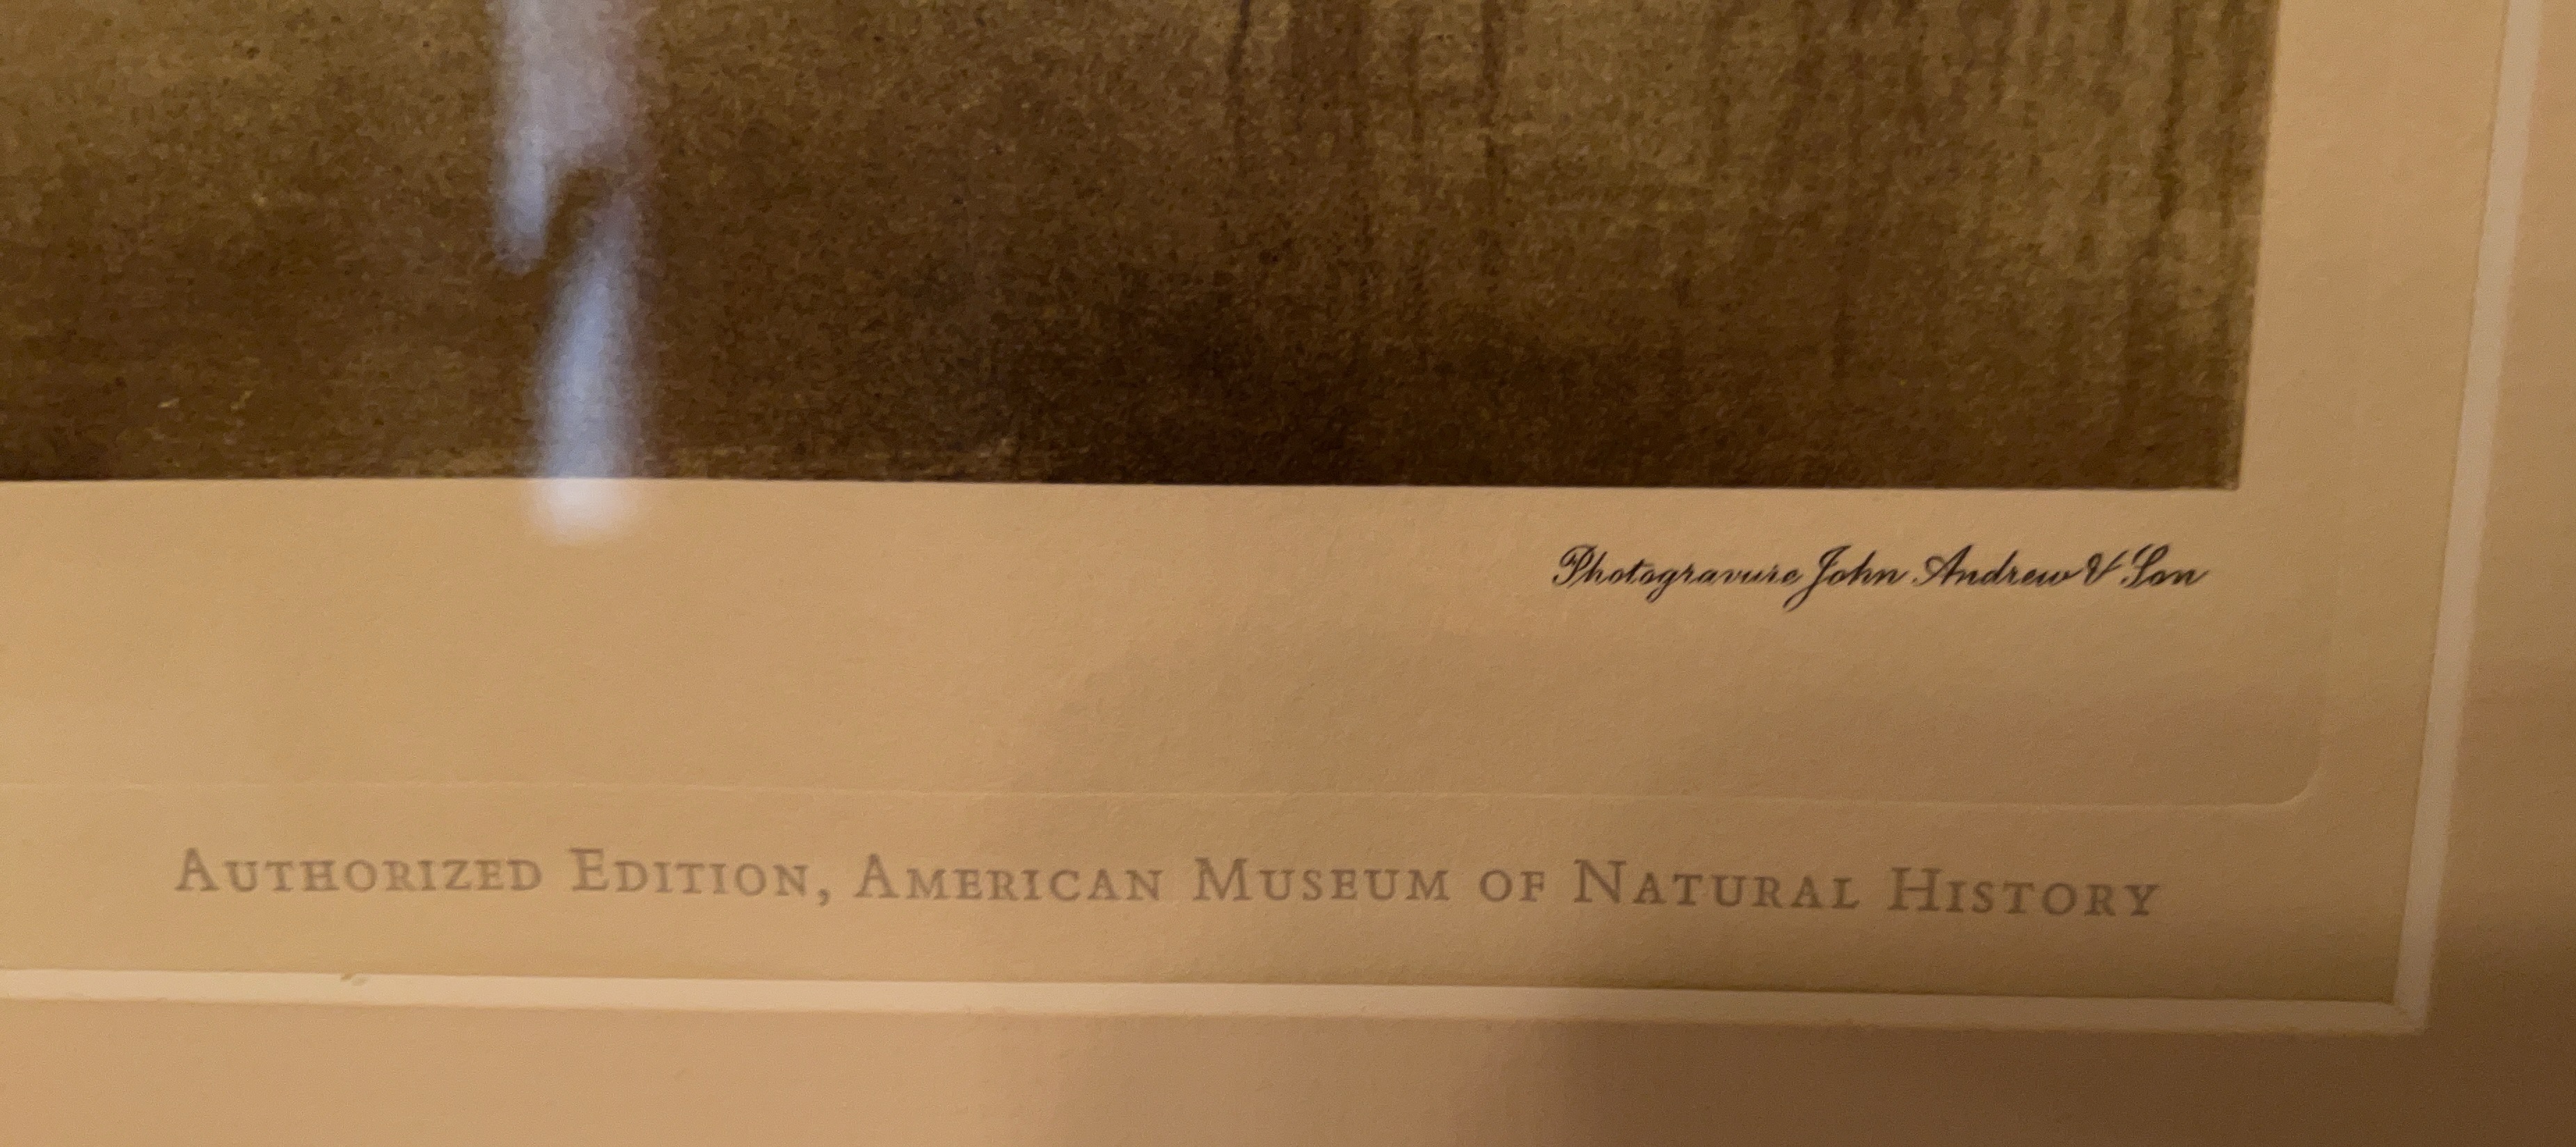 Photogravure John Andrew & Son
AUTHORIZED EDITION, AMERICAN MUSEUM OF NATURAL HISTORY